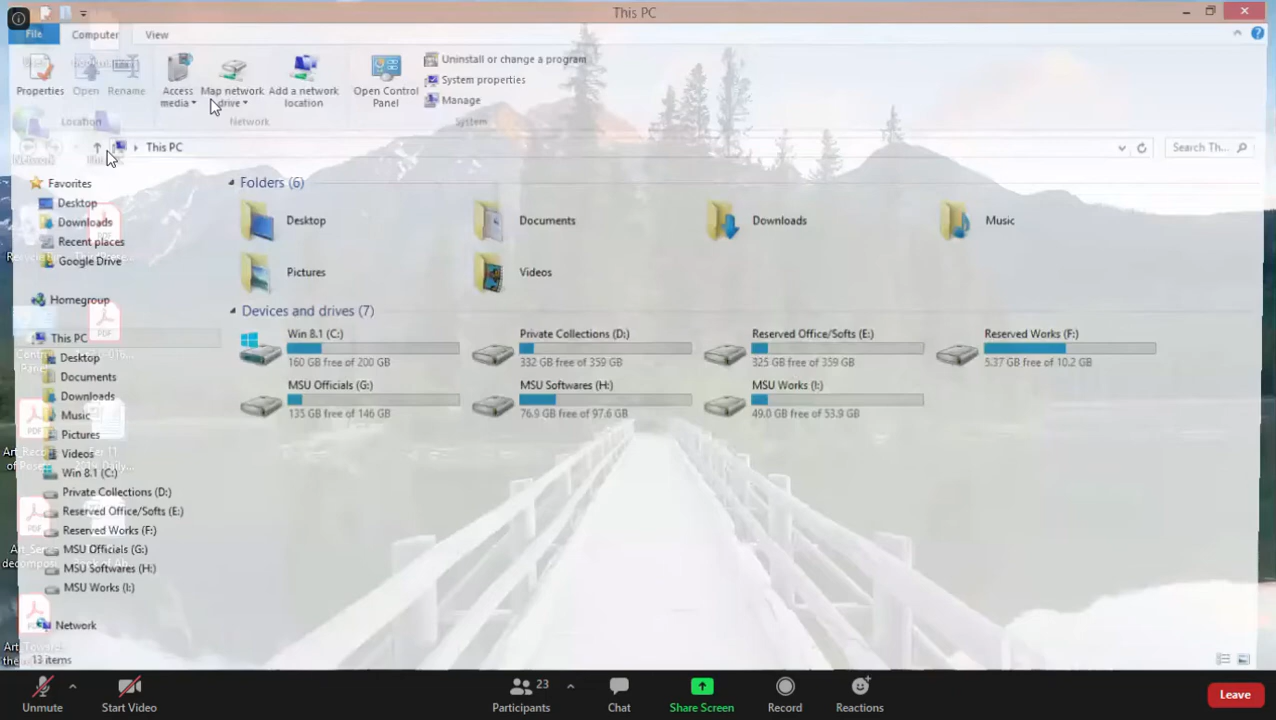 This PC
File
Computer
View
Properties
Open
Rename
Access media
Map network drive
Add a network location
Open Control Panel
Uninstall or change a program
System properties
Manage
Location
Network
System
This PC
Search Th...
Favorites
Desktop
Downloads
Recent places
Google Drive
Homegroup
This PC
Desktop
Documents
Downloads
Music
Pictures
Videos
Win 8.1 (C:)
Private Collections (D:)
Reserved Office/Softs (E:)
Reserved Works (F:)
MSU Officials (G:)
MSU Softwares (H:)
MSU Works (I:)
Network
13 items
Folders (6)
Desktop
Documents
Downloads
Music
Pictures
Videos
Devices and drives (7)
Win 8.1 (C:)
160 GB free of 200 GB
Private Collections (D:)
332 GB free of 359 GB
Reserved Office/Softs (E:)
325 GB free of 359 GB
Reserved Works (F:)
5.37 GB free of 10.2 GB
MSU Officials (G:)
135 GB free of 146 GB
MSU Softwares (H:)
76.9 GB free of 97.6 GB
MSU Works (I:)
49.0 GB free of 53.9 GB
Unmute
Start Video
Participants
23
Chat
Share Screen
Record
Reactions
Leave